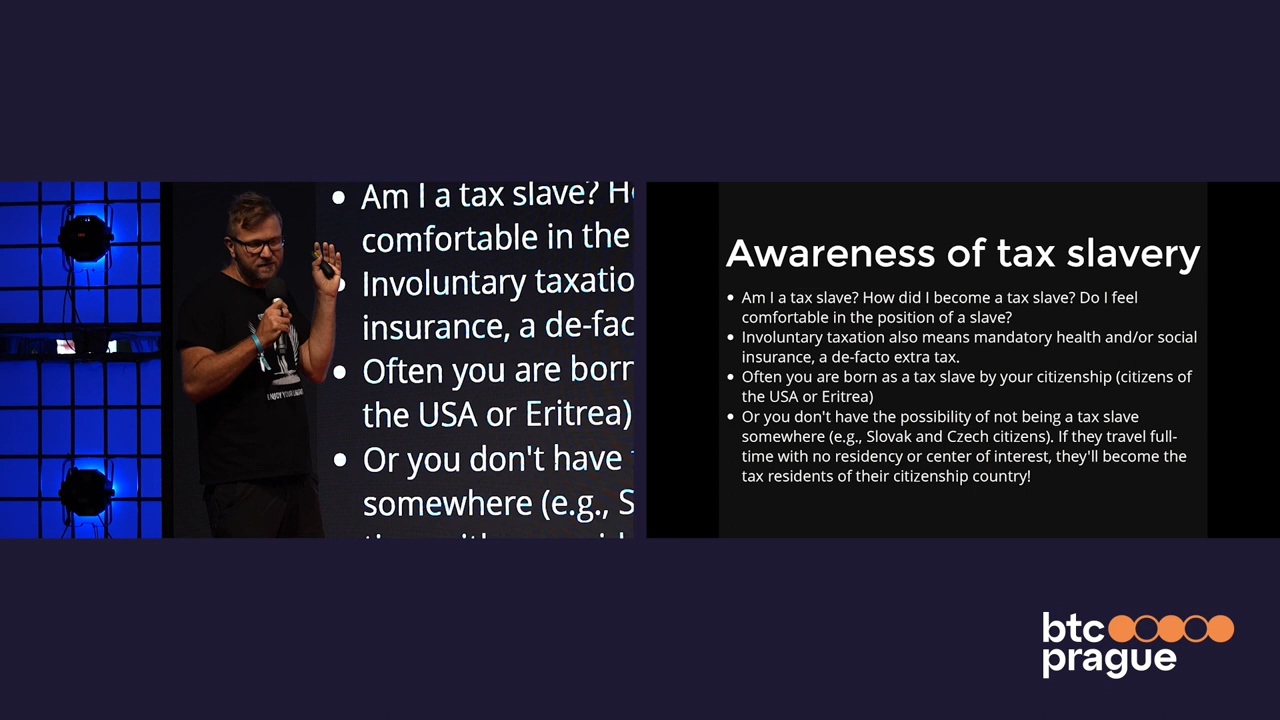 Am I a tax slave? H
comfortable in the
Involuntary taxatio
insurance, a de-fac
Often you are born
the USA or Eritrea)
Or you don't have
somewhere (e.g., S
ENJOY YOUR
Awareness of tax slavery
Am I a tax slave? How did I become a tax slave? Do I feel
comfortable in the position of a slave?
Involuntary taxation also means mandatory health and/or social
insurance, a de-facto extra tax.
Often you are born as a tax slave by your citizenship (citizens of
the USA or Eritrea)
Or you don't have the possibility of not being a tax slave
somewhere (e.g., Slovak and Czech citizens). If they travel full-
time with no residency or center of interest, they'll become the
tax residents of their citizenship country!
btc
prague